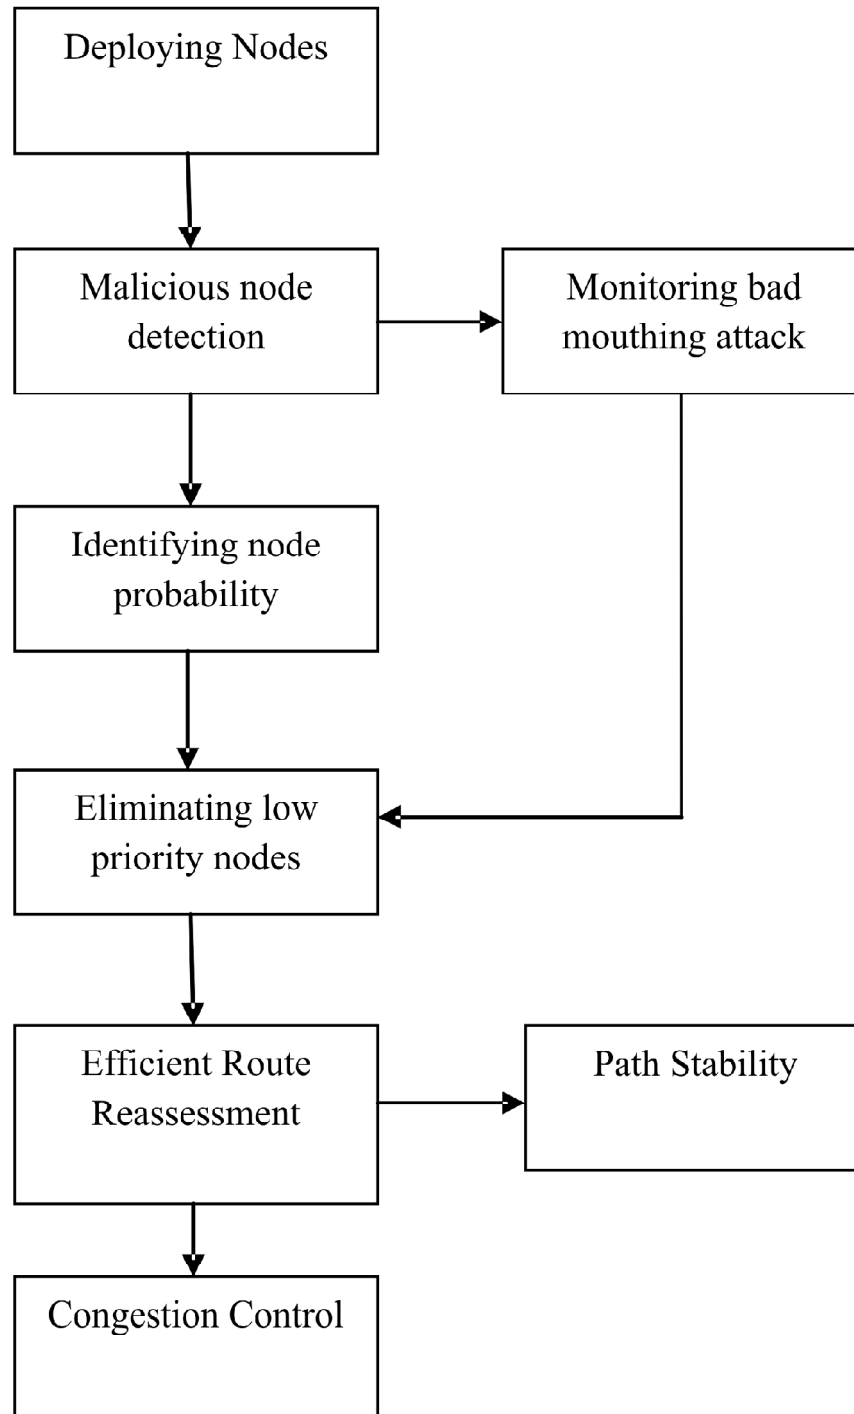 Deploying Nodes
Malicious node
detection
Monitoring bad
mouthing attack
Identifying node
probability
Eliminating low
priority nodes
Efficient Route
Reassessment
Path Stability
Congestion Control